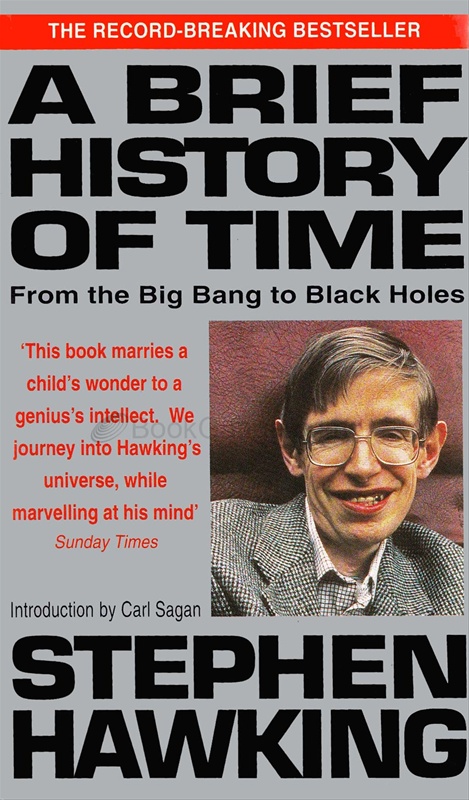 THE RECORD-BREAKING BESTSELLER
A BRIEF
HISTORY
OF TIME
From the Big Bang to Black Holes
‘This book marries a
child’s wonder to a
genius’s intellect. We
journey into Hawking’s
universe, while
marvelling at his mind’
Sunday Times
Introduction by Carl Sagan
STEPHEN
HAWKING